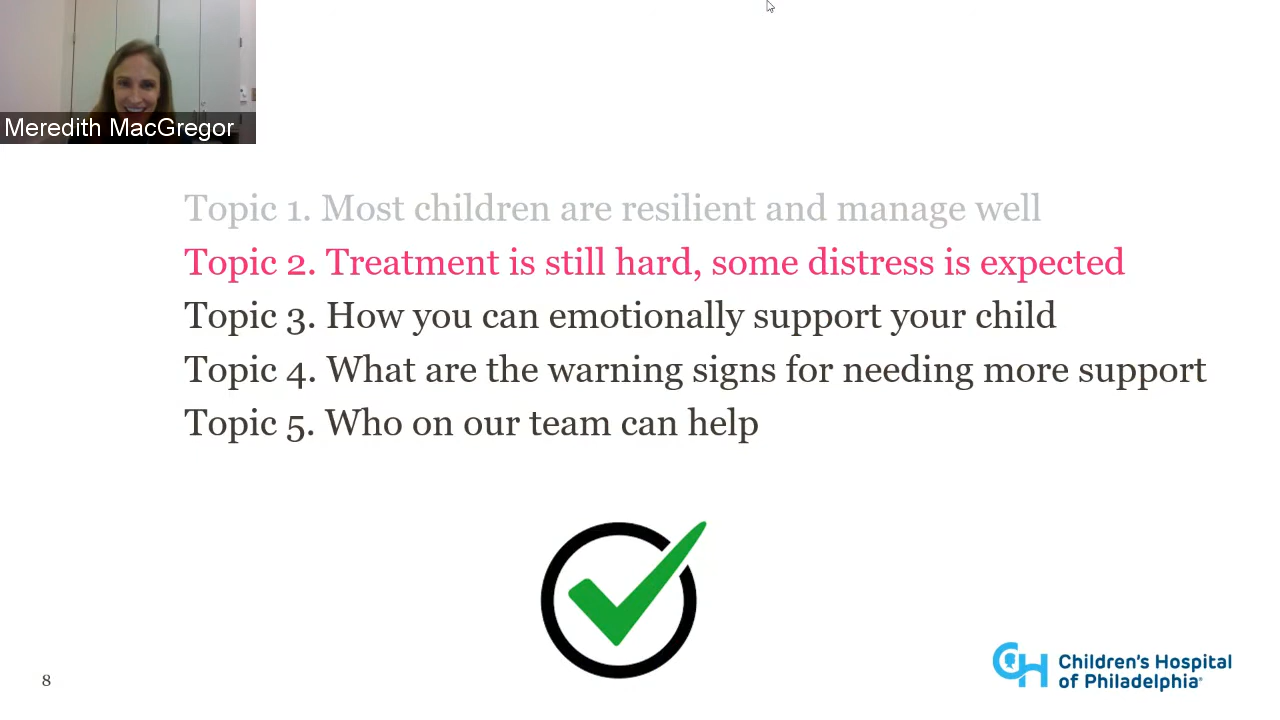 Meredith MacGregor
Topic 1. Most children are resilient and manage well
Topic 2. Treatment is still hard, some distress is expected
Topic 3. How you can emotionally support your child
Topic 4. What are the warning signs for needing more support
Topic 5. Who on our team can help
8
CH
Children's Hospital
of Philadelphia